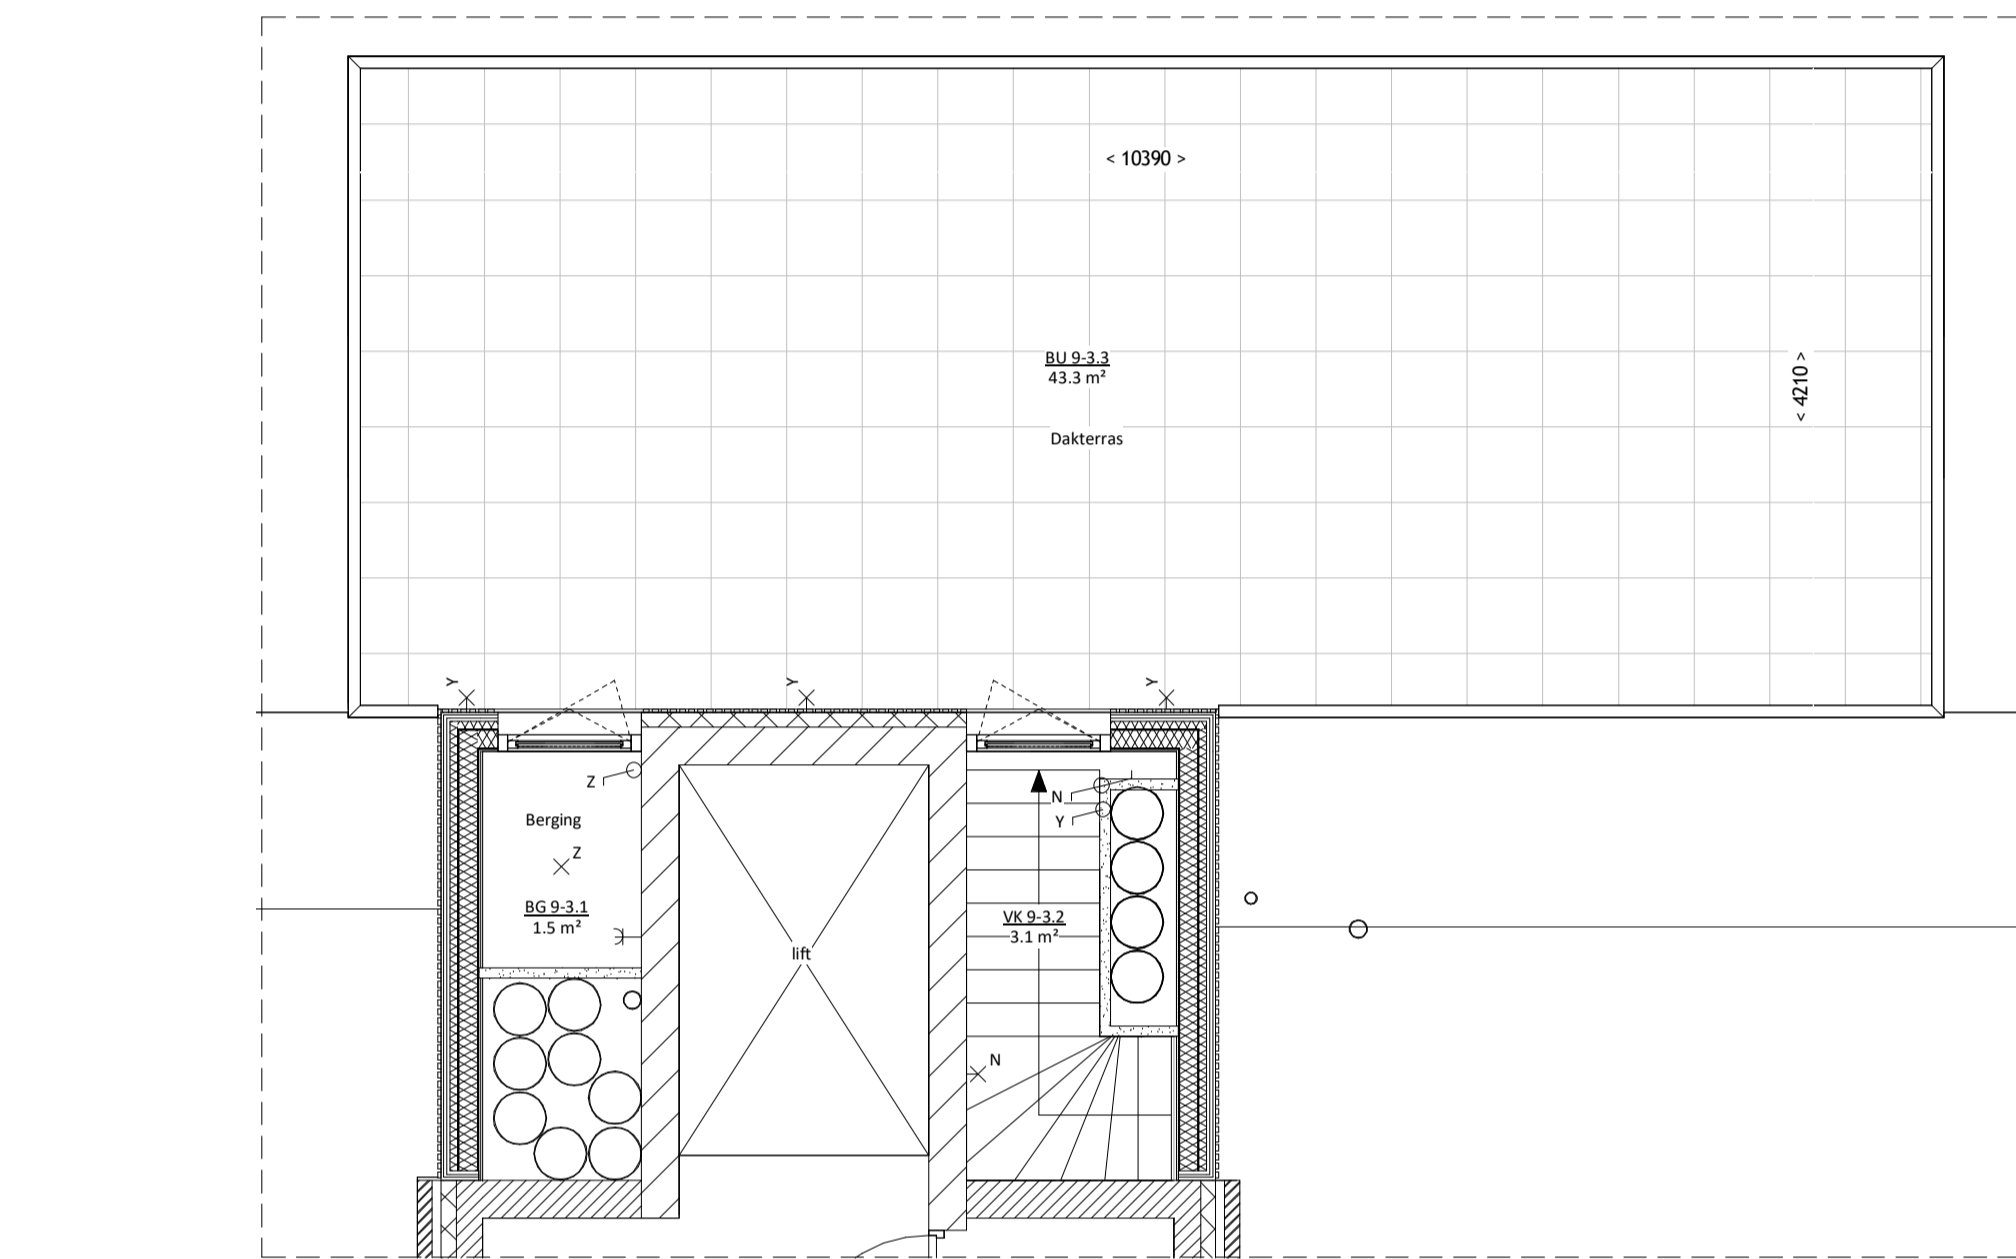 < 10390 >
BU 9-3.3
43.3 m²
< 4210 >
Dakterras
Y
Y
Y
Z
N
Y
Berging
Z
BG 9-3.1
1.5 m²
VK 9-3.2
3.1 m²
lift
N